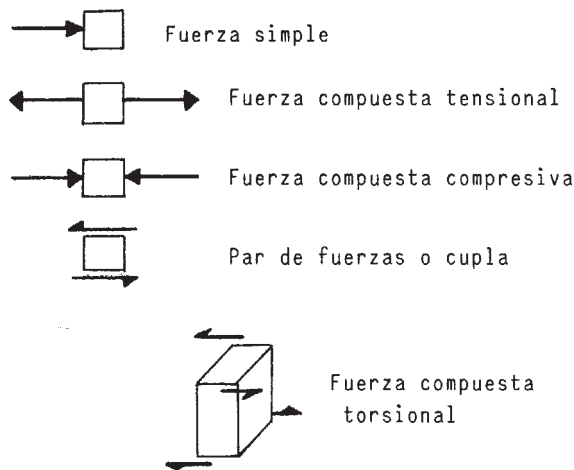 Fuerza simple
Fuerza compuesta tensional
Fuerza compuesta compresiva
Par de fuerzas o cupla
Fuerza compuesta
torsional